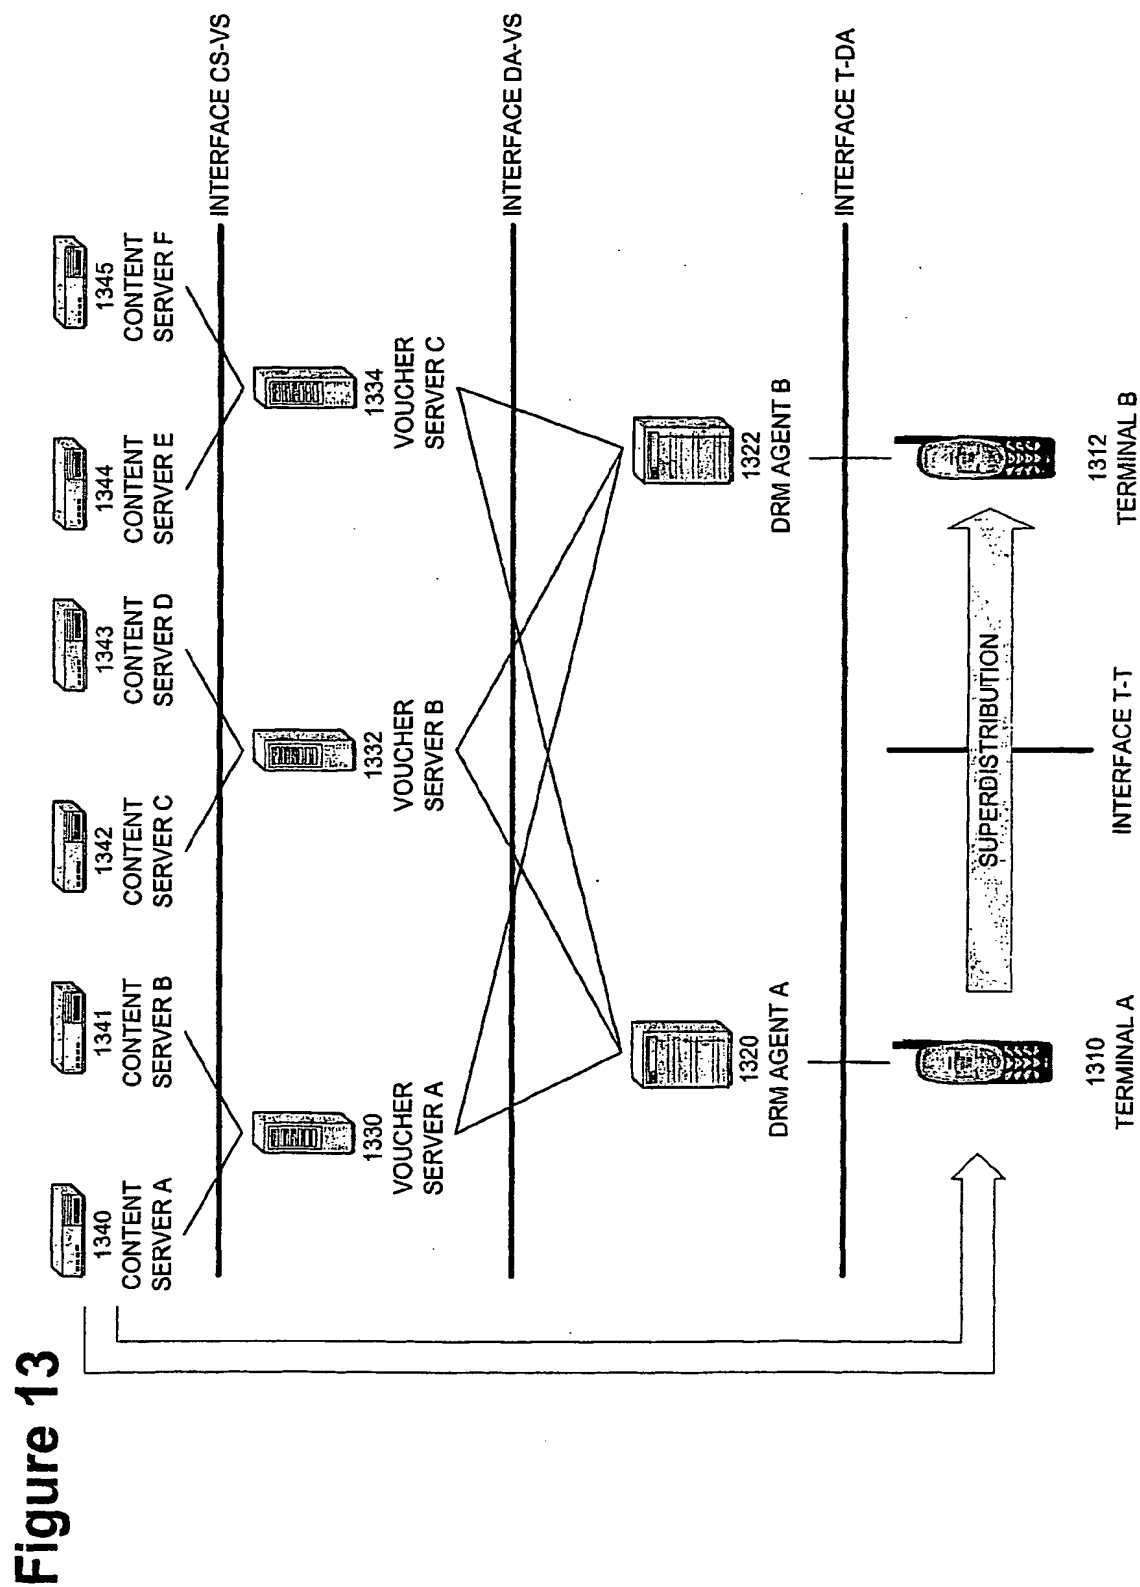 Figure 13
1340
CONTENT
SERVER A
1341
CONTENT
SERVER B
1342
CONTENT
SERVER C
1343
CONTENT
SERVER D
1344
CONTENT
SERVER E
1345
CONTENT
SERVER F
INTERFACE CS-VS
1330
VOUCHER
SERVER A
1332
VOUCHER
SERVER B
1334
VOUCHER
SERVER C
INTERFACE DA-VS
1320
DRM AGENT A
1322
DRM AGENT B
INTERFACE T-DA
SUPERDISTRIBUTION
1310
TERMINAL A
INTERFACE T-T
1312
TERMINAL B